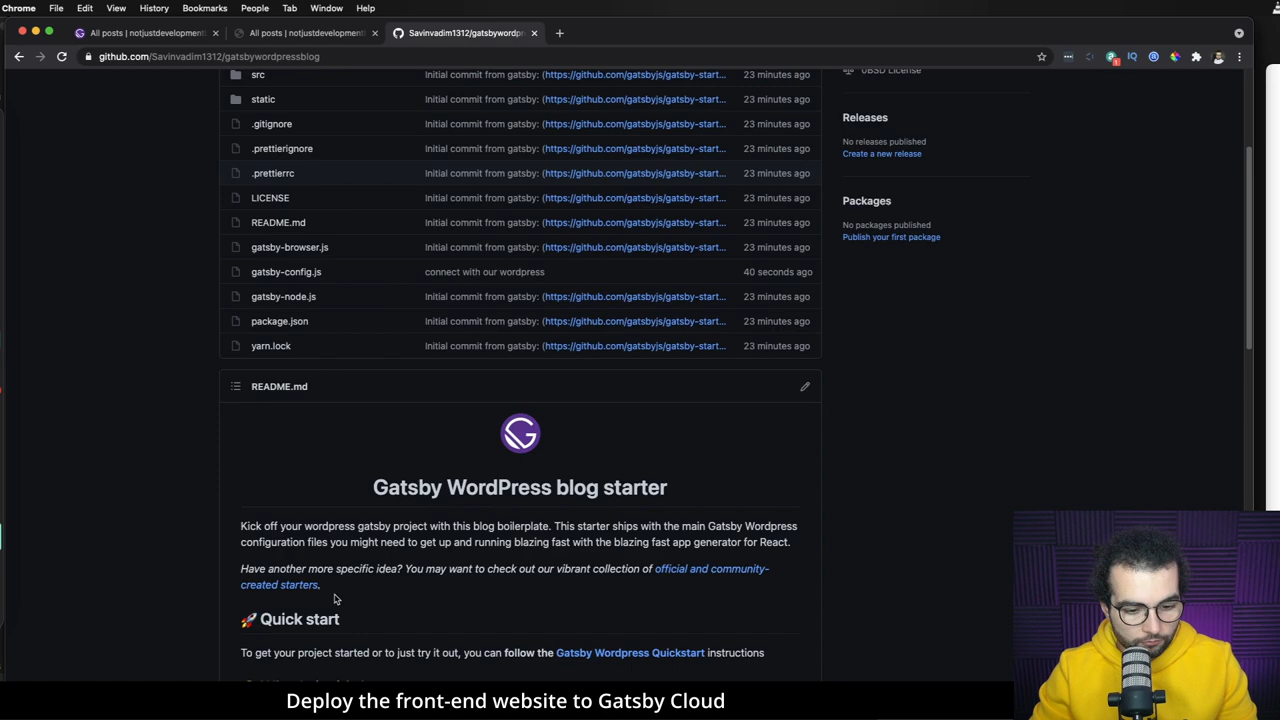 Chrome File Edit View History Bookmarks People Tab Window Help
All posts | notjustdevelopment
All posts | notjustdevelopment
Savinvadim1312/gatsbywordpr
github.com/Savinvadim1312/gatsbywordpressblog
src Initial commit from gatsby: (https://github.com/gatsbyjs/gatsby-start... 23 minutes ago
0BSD License
static Initial commit from gatsby: (https://github.com/gatsbyjs/gatsby-start... 23 minutes ago
.gitignore Initial commit from gatsby: (https://github.com/gatsbyjs/gatsby-start... 23 minutes ago
.prettierignore Initial commit from gatsby: (https://github.com/gatsbyjs/gatsby-start... 23 minutes ago
.prettierrc Initial commit from gatsby: (https://github.com/gatsbyjs/gatsby-start... 23 minutes ago
LICENSE Initial commit from gatsby: (https://github.com/gatsbyjs/gatsby-start... 23 minutes ago
README.md Initial commit from gatsby: (https://github.com/gatsbyjs/gatsby-start... 23 minutes ago
gatsby-browser.js Initial commit from gatsby: (https://github.com/gatsbyjs/gatsby-start... 23 minutes ago
gatsby-config.js connect with our wordpress 40 seconds ago
gatsby-node.js Initial commit from gatsby: (https://github.com/gatsbyjs/gatsby-start... 23 minutes ago
package.json Initial commit from gatsby: (https://github.com/gatsbyjs/gatsby-start... 23 minutes ago
yarn.lock Initial commit from gatsby: (https://github.com/gatsbyjs/gatsby-start... 23 minutes ago
Releases
No releases published
Create a new release
Packages
No packages published
Publish your first package
README.md
Gatsby WordPress blog starter
Kick off your wordpress gatsby project with this blog boilerplate. This starter ships with the main Gatsby Wordpress
configuration files you might need to get up and running blazing fast with the blazing fast app generator for React.
Have another more specific idea? You may want to check out our vibrant collection of official and community-
created starters.
🚀 Quick start
To get your project started or to just try it out, you can follow the Gatsby Wordpress Quickstart instructions
Deploy the front-end website to Gatsby Cloud